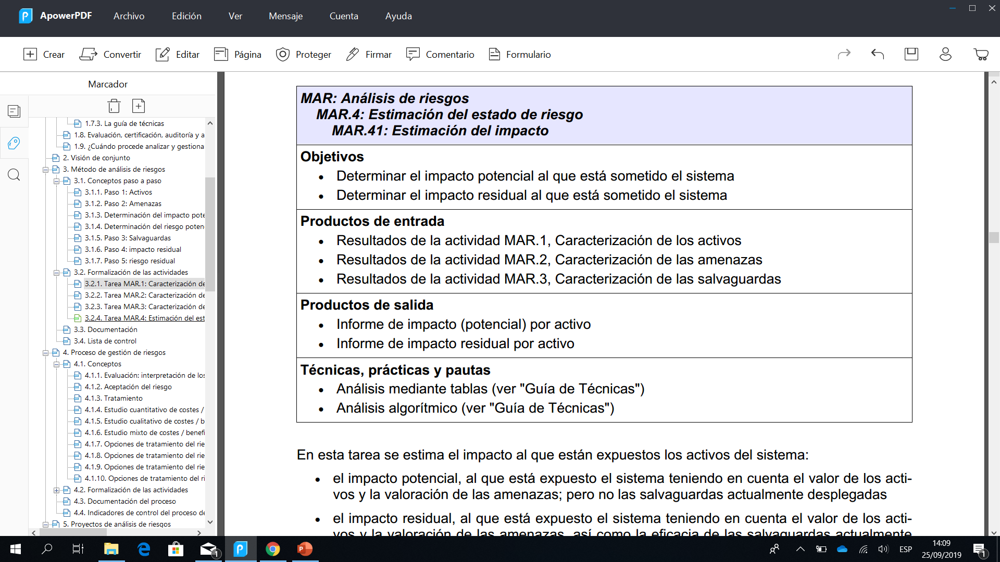 ApowerPDF
Archivo
Edición
Ver
Mensaje
Cuenta
Ayuda
Crear
Convertir
Editar
Página
Proteger
Firmar
Comentario
Formulario
Marcador
1.7.3. La guía de técnicas
1.8. Evaluación, certificación, auditoría y a
1.9. ¿Cuándo procede analizar y gestiona
2. Visión de conjunto
3. Método de análisis de riesgos
3.1. Conceptos paso a paso
3.1.1. Paso 1: Activos
3.1.2. Paso 2: Amenazas
3.1.3. Determinación del impacto pote
3.1.4. Determinación del riesgo poten
3.1.5. Paso 3: Salvaguardas
3.1.6. Paso 4: impacto residual
3.1.7. Paso 5: riesgo residual
3.2. Formalización de las actividades
3.2.1. Tarea MAR.1: Caracterización de
3.2.2. Tarea MAR.2: Caracterización de
3.2.3. Tarea MAR.3: Caracterización de
3.2.4. Tarea MAR.4: Estimación del est
3.3. Documentación
3.4. Lista de control
4. Proceso de gestión de riesgos
4.1. Conceptos
4.1.1. Evaluación: interpretación de los
4.1.2. Aceptación del riesgo
4.1.3. Tratamiento
4.1.4. Estudio cuantitativo de costes /
4.1.5. Estudio cualitativo de costes / b
4.1.6. Estudio mixto de costes / benefi
4.1.7. Opciones de tratamiento del rie
4.1.8. Opciones de tratamiento del rie
4.1.9. Opciones de tratamiento del rie
4.1.10. Opciones de tratamiento del ri
4.2. Formalización de las actividades
4.3. Documentación del proceso
4.4. Indicadores de control del proceso de
5. Proyectos de análisis de riesgos
MAR: Análisis de riesgos
MAR.4: Estimación del estado de riesgo
MAR.41: Estimación del impacto
Objetivos
• Determinar el impacto potencial al que está sometido el sistema
• Determinar el impacto residual al que está sometido el sistema
Productos de entrada
• Resultados de la actividad MAR.1, Caracterización de los activos
• Resultados de la actividad MAR.2, Caracterización de las amenazas
• Resultados de la actividad MAR.3, Caracterización de las salvaguardas
Productos de salida
• Informe de impacto (potencial) por activo
• Informe de impacto residual por activo
Técnicas, prácticas y pautas
• Análisis mediante tablas (ver "Guía de Técnicas")
• Análisis algorítmico (ver "Guía de Técnicas")
En esta tarea se estima el impacto al que están expuestos los activos del sistema:
• el impacto potencial, al que está expuesto el sistema teniendo en cuenta el valor de los acti-
vos y la valoración de las amenazas; pero no las salvaguardas actualmente desplegadas
• el impacto residual, al que está expuesto el sistema teniendo en cuenta el valor de los acti-
vos y la valoración de las amenazas, así como la eficacia de las salvaguardas actualmente
1
ESP
14:09
25/09/2019
1